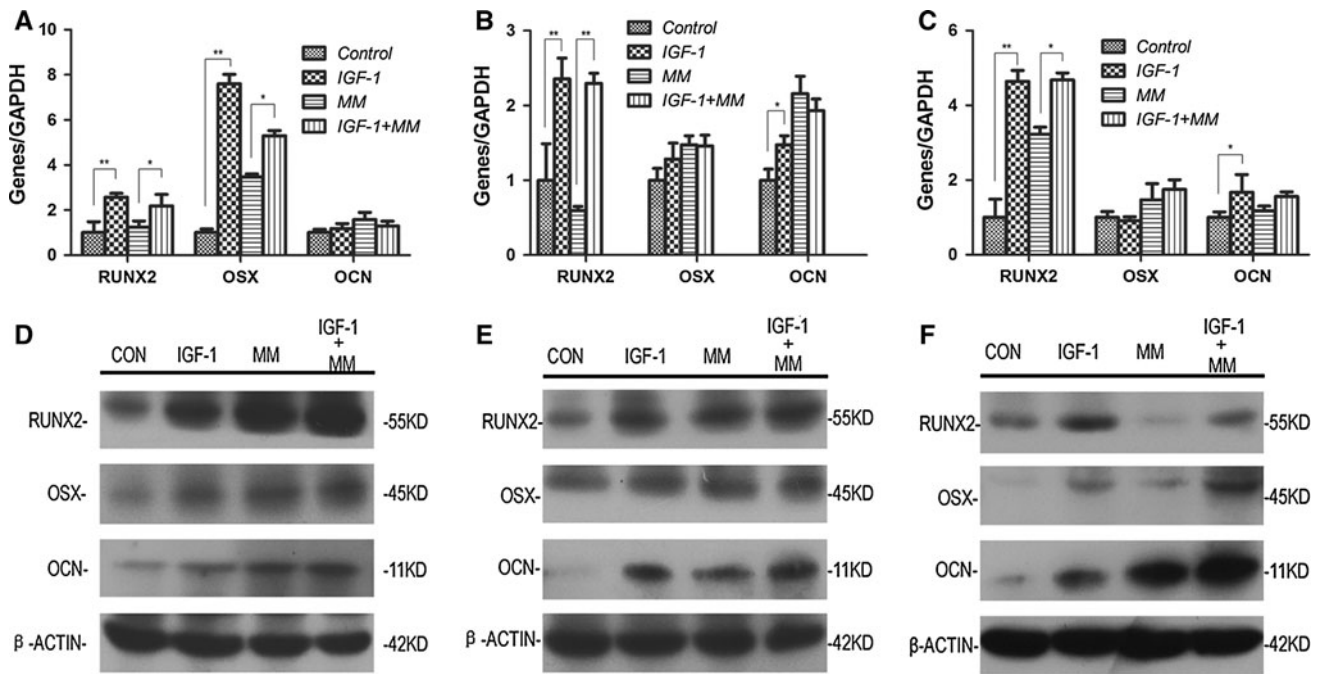 A
Genes/GAPDH
10
8
6
4
2
0
**
*
**
*
Control
IGF-1
MM
IGF-1+MM
RUNX2
OSX
OCN
B
Genes/GAPDH
3
2
1
0
**
**
*
Control
IGF-1
MM
IGF-1+MM
RUNX2
OSX
OCN
C
Genes/GAPDH
6
4
2
0
**
*
*
Control
IGF-1
MM
IGF-1+MM
RUNX2
OSX
OCN
D
CON IGF-1 MM IGF-1
+
MM
RUNX2- -55KD
OSX- -45KD
OCN- -11KD
β-ACTIN- -42KD
E
CON IGF-1 MM IGF-1
+
MM
RUNX2- -55KD
OSX- -45KD
OCN- -11KD
β-ACTIN- -42KD
F
CON IGF-1 MM IGF-1
+
MM
RUNX2- -55KD
OSX- -45KD
OCN- -11KD
β-ACTIN- -42KD